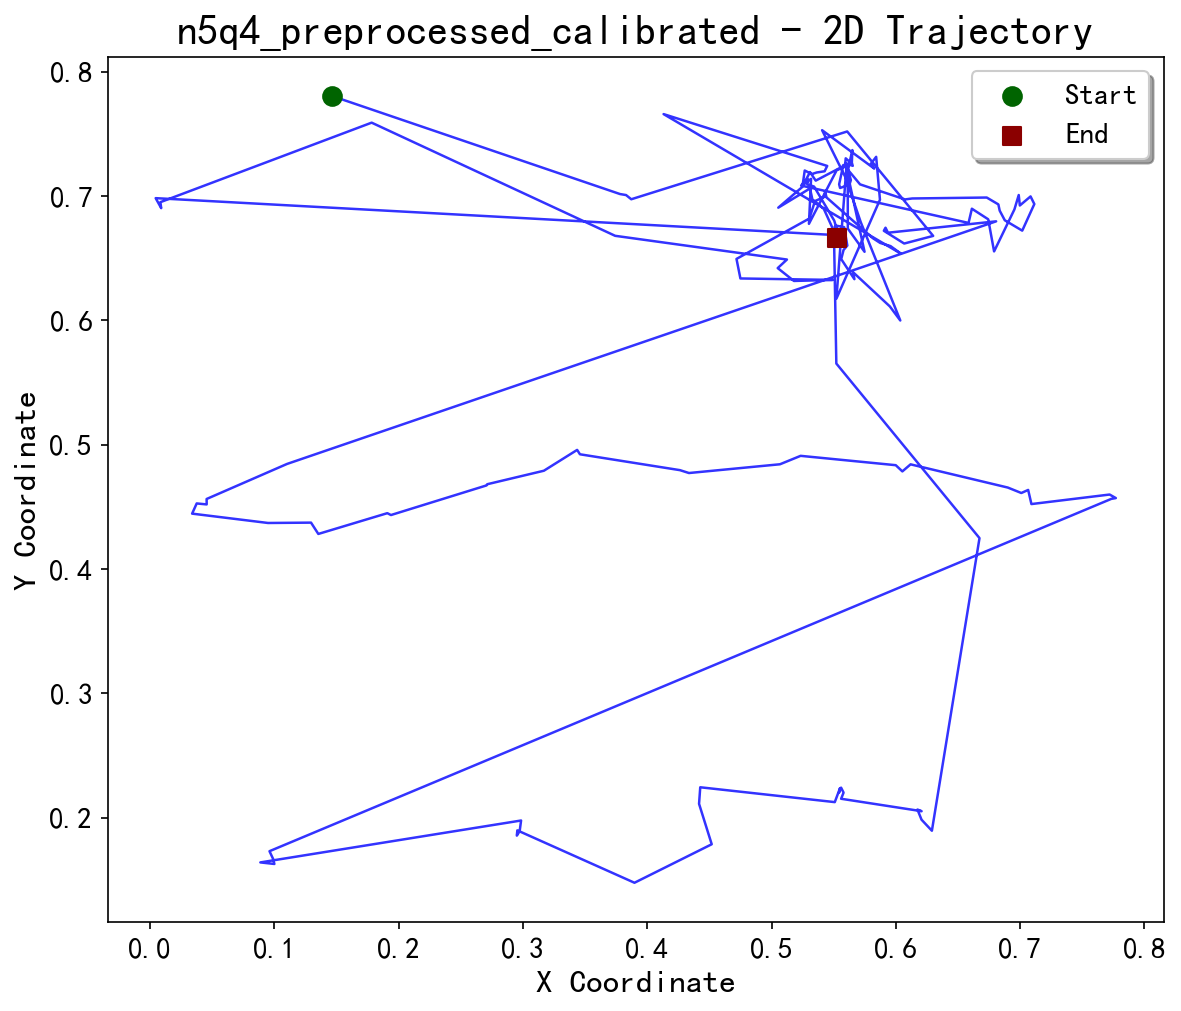 n5q4_preprocessed_calibrated - 2D Trajectory
Start
End
Y Coordinate
0.8
0.7
0.6
0.5
0.4
0.3
0.2
0.0 0.1 0.2 0.3 0.4 0.5 0.6 0.7 0.8
X Coordinate